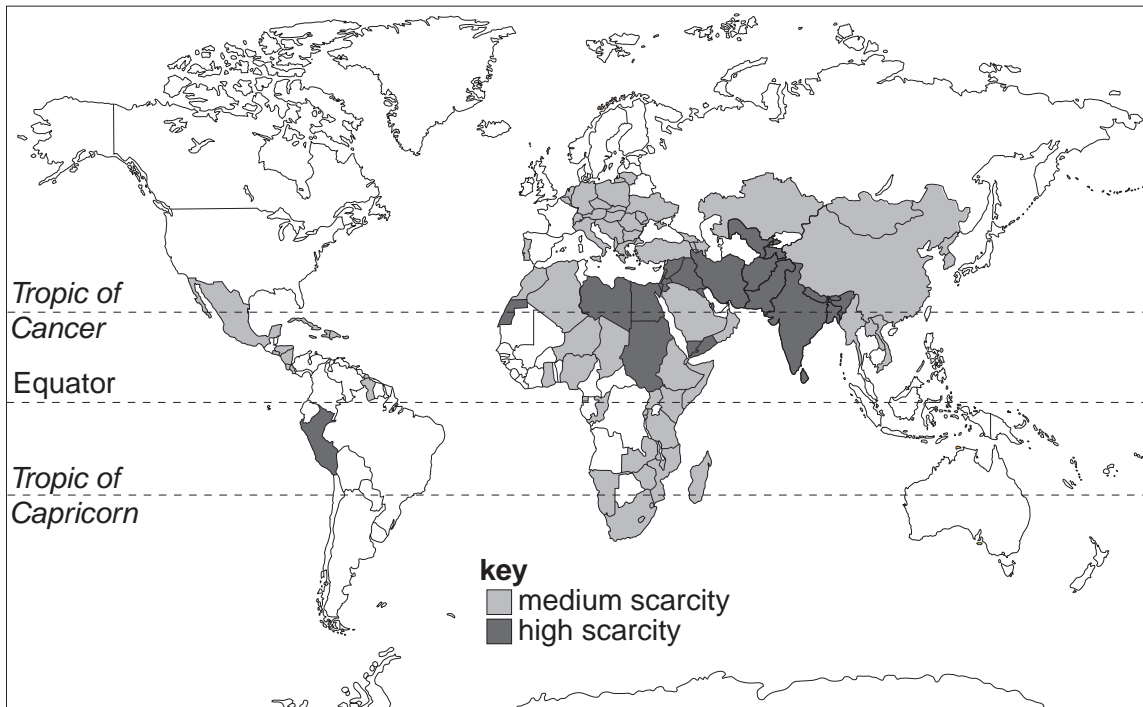 Tropic of
Cancer
Equator
Tropic of
Capricorn
key
medium scarcity
high scarcity